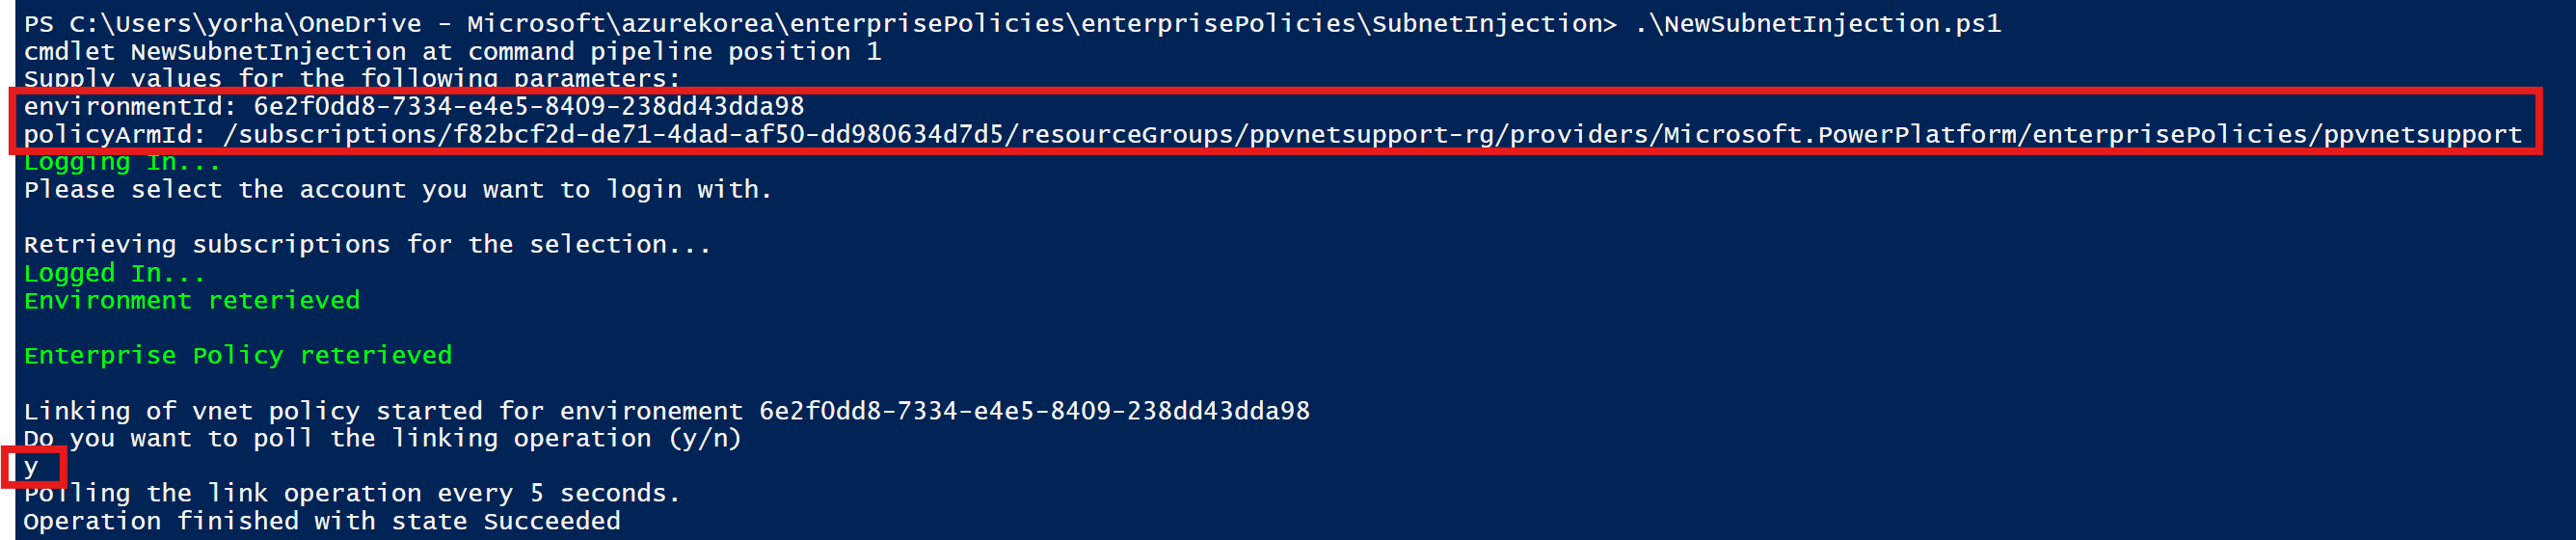 PS C:\Users\yorha\OneDrive - Microsoft\azurekorea\enterprisePolicies\enterprisePolicies\SubnetInjection> .\NewSubnetInjection.ps1
cmdlet NewSubnetInjection at command pipeline position 1
Supply values for the following parameters:
environmentId: 6e2f0dd8-7334-e4e5-8409-238dd43dda98
policyArmId: /subscriptions/f82bcf2d-de71-4dad-af50-dd980634d7d5/resourceGroups/ppvnetsupport-rg/providers/Microsoft.PowerPlatform/enterprisePolicies/ppvnetsupport
Logging In...
Please select the account you want to login with.
Retrieving subscriptions for the selection...
Logged In...
Environment reterieved
Enterprise Policy reterieved
Linking of vnet policy started for environement 6e2f0dd8-7334-e4e5-8409-238dd43dda98
Do you want to poll the linking operation (y/n)
y
Polling the link operation every 5 seconds.
Operation finished with state Succeeded